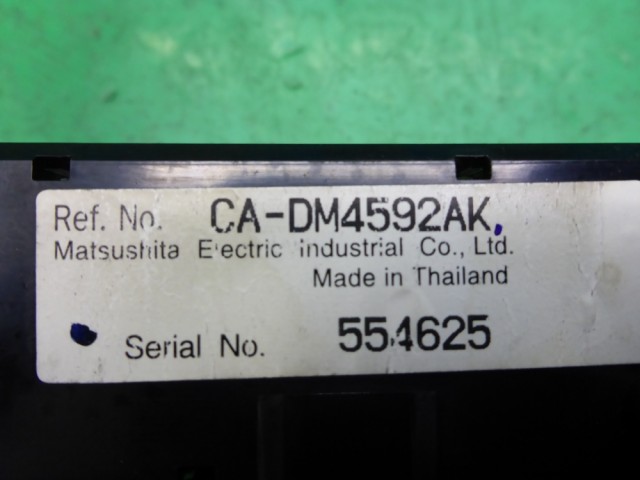 Ref. No. CA-DM4592AK
Matsushita Electric Industrial Co., Ltd.
Made in Thailand
Serial No. 554625